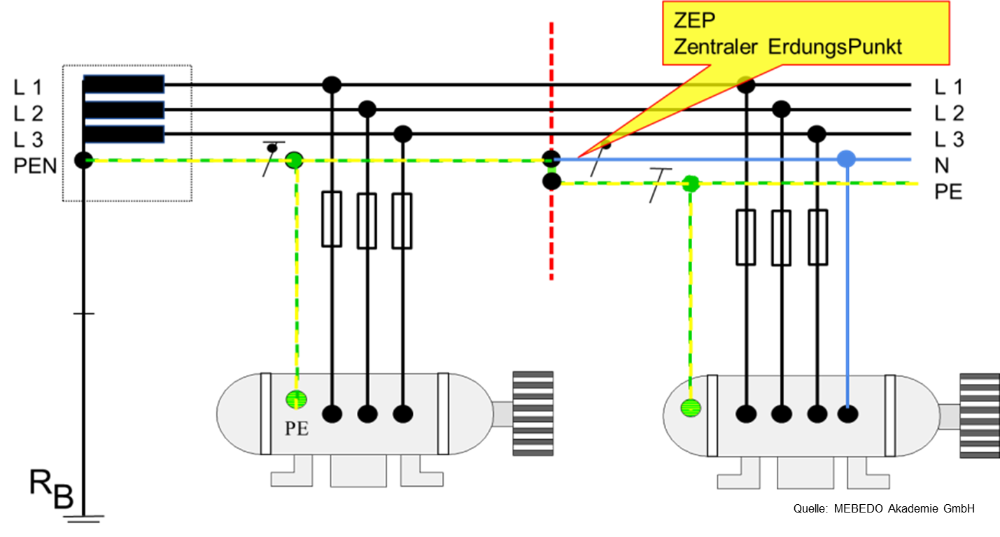 ZEP
Zentraler ErdungsPunkt
L 1
L 2
L 3
PEN
L 1
L 2
L 3
N
PE
PE
RB
Quelle: MEBEDO Akademie GmbH